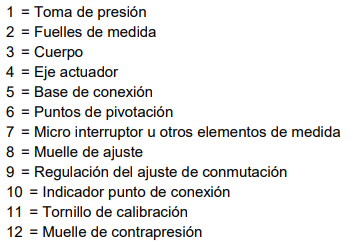 1 = Toma de presión
2 = Fuelles de medida
3 = Cuerpo
4 = Eje actuador
5 = Base de conexión
6 = Puntos de pivotación
7 = Micro interruptor u otros elementos de medida
8 = Muelle de ajuste
9 = Regulación del ajuste de conmutación
10 = Indicador punto de conexión
11 = Tornillo de calibración
12 = Muelle de contrapresión